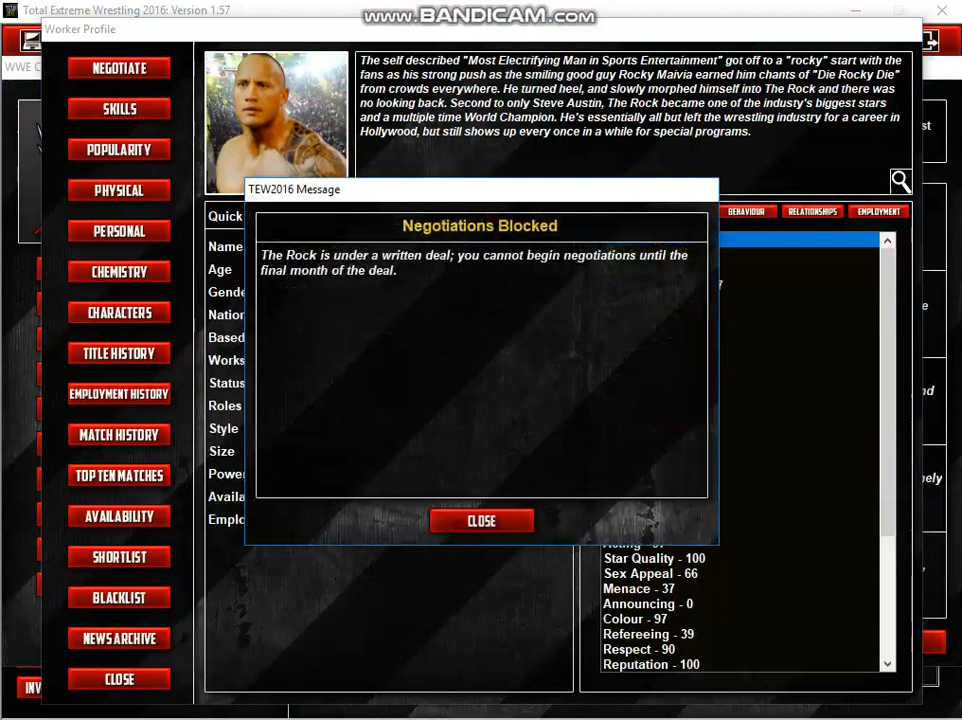 Total Extreme Wrestling 2016: Version 1.57
www.BANDICAM.com
Worker Profile
WWE C
NEGOTIATE
SKILLS
POPULARITY
PHYSICAL
PERSONAL
CHEMISTRY
CHARACTERS
TITLE HISTORY
EMPLOYMENT HISTORY
MATCH HISTORY
TOP TEN MATCHES
AVAILABILITY
SHORTLIST
BLACKLIST
NEWS ARCHIVE
CLOSE
The self described "Most Electrifying Man in Sports Entertainment" got off to a "rocky" start with the
fans as his strong push as the smiling good guy Rocky Maivia earned him chants of "Die Rocky Die"
from crowds everywhere. He turned heel, and slowly morphed himself into The Rock and there was
no looking back. Second to only Steve Austin, The Rock became one of the industy's biggest stars
and a multiple time World Champion. He's essentially all but left the wrestling industry for a career in
Hollywood, but still shows up every once in a while for special programs.
TEW2016 Message
Negotiations Blocked
The Rock is under a written deal; you cannot begin negotiations until the
final month of the deal.
CLOSE
Quick
Name
Age
Gende
Nation
Based
Works
Status
Roles
Style
Size
Power
Availa
Emplo
BEHAVIOUR
RELATIONSHIPS
EMPLOYMENT
Star Quality - 100
Sex Appeal - 66
Menace - 37
Announcing - 0
Colour - 97
Refereeing - 39
Respect - 90
Reputation - 100
st
e
nd
nely
INV